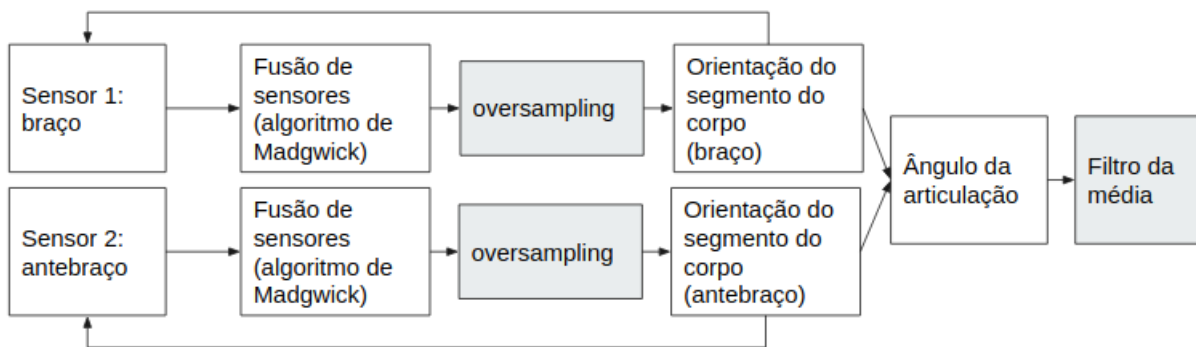 Sensor 1:
braço
Fusão de
sensores
(algoritmo de
Madgwick)
oversampling
Orientação do
segmento do
corpo
(braço)
Sensor 2:
antebraço
Fusão de
sensores
(algoritmo de
Madgwick)
oversampling
Orientação do
segmento do
corpo
(antebraço)
Ângulo da
articulação
Filtro da
média